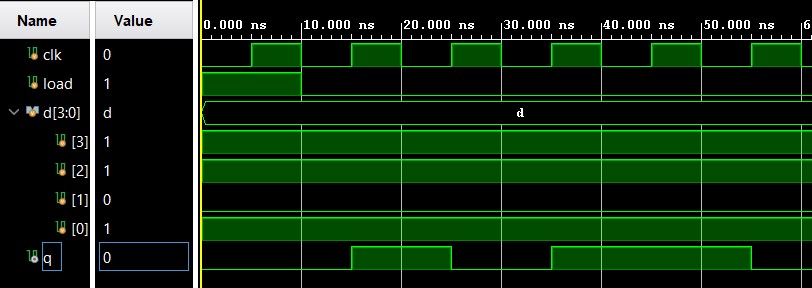 Name Value 0.000 ns 10.000 ns 20.000 ns 30.000 ns 40.000 ns 50.000 ns 6
clk 0
load 1
d[3:0] d d
[3] 1
[2] 1
[1] 0
[0] 1
q 0